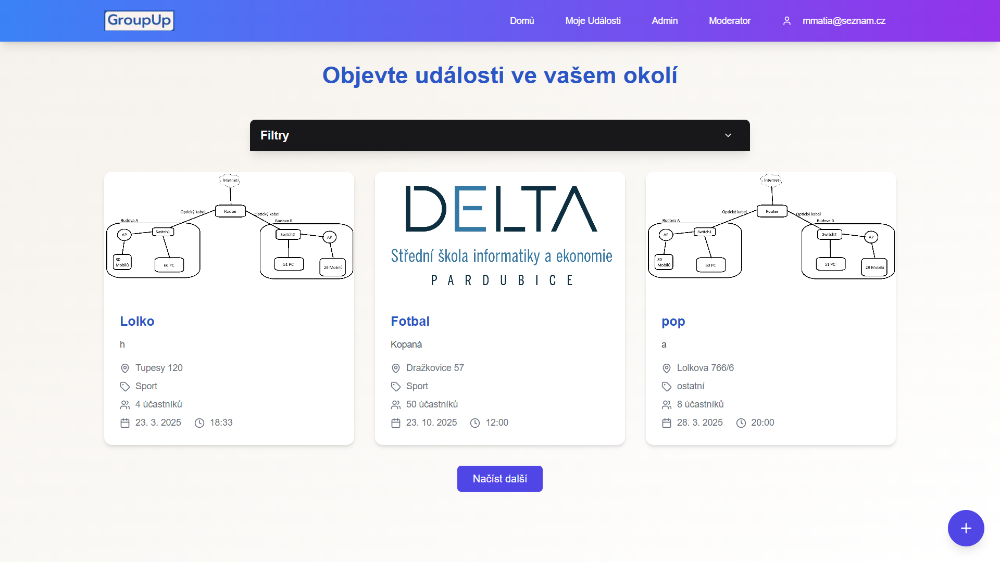 GroupUp
Domů
Moje Události
Admin
Moderator
mmatia@seznam.cz
Objevte události ve vašem okolí
Filtry
Internet
Router
Optický kabel
Optický kabel
Budova A
Budova B
AP
Switch1
Switch2
AP
30 Mobilů
60 PC
51 PC
28 Mobilů
Lolko
h
Tupesy 120
Sport
4 účastníků
23. 3. 2025
18:33
DELTA
Střední škola informatiky a ekonomie
PARDUBICE
Fotbal
Kopaná
Dražkovice 57
Sport
50 účastníků
23. 10. 2025
12:00
Internet
Router
Optický kabel
Optický kabel
Budova A
Budova B
AP
Switch1
Switch2
AP
30 Mobilů
60 PC
51 PC
28 Mobilů
pop
a
Lolkova 766/6
ostatní
8 účastníků
28. 3. 2025
20:00
Načíst další